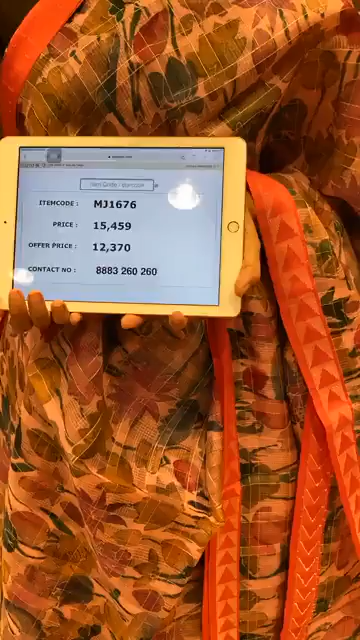 ITEMCODE : MJ1676
PRICE : 15,459
OFFER PRICE : 12,370
CONTACT NO : 8883 260 260